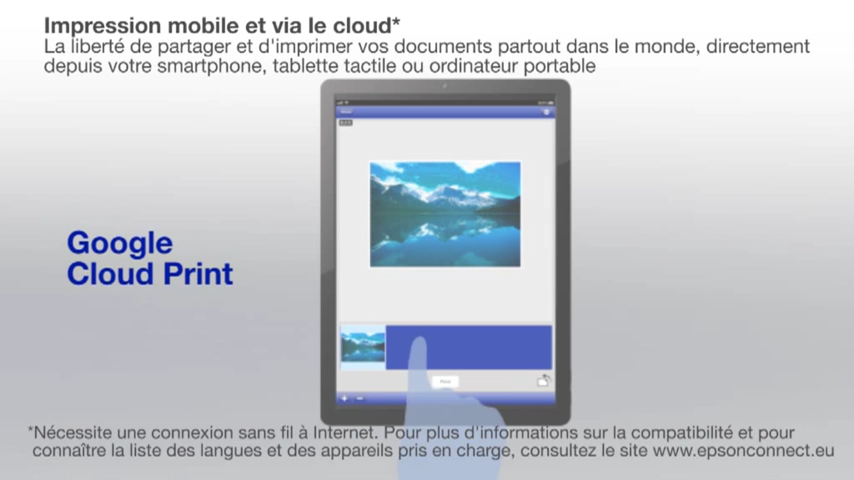 Impression mobile et via le cloud*
La liberté de partager et d'imprimer vos documents partout dans le monde, directement
depuis votre smartphone, tablette tactile ou ordinateur portable
Google
Cloud Print
*Nécessite une connexion sans fil à Internet. Pour plus d'informations sur la compatibilité et pour
connaître la liste des langues et des appareils pris en charge, consultez le site www.epsonconnect.eu